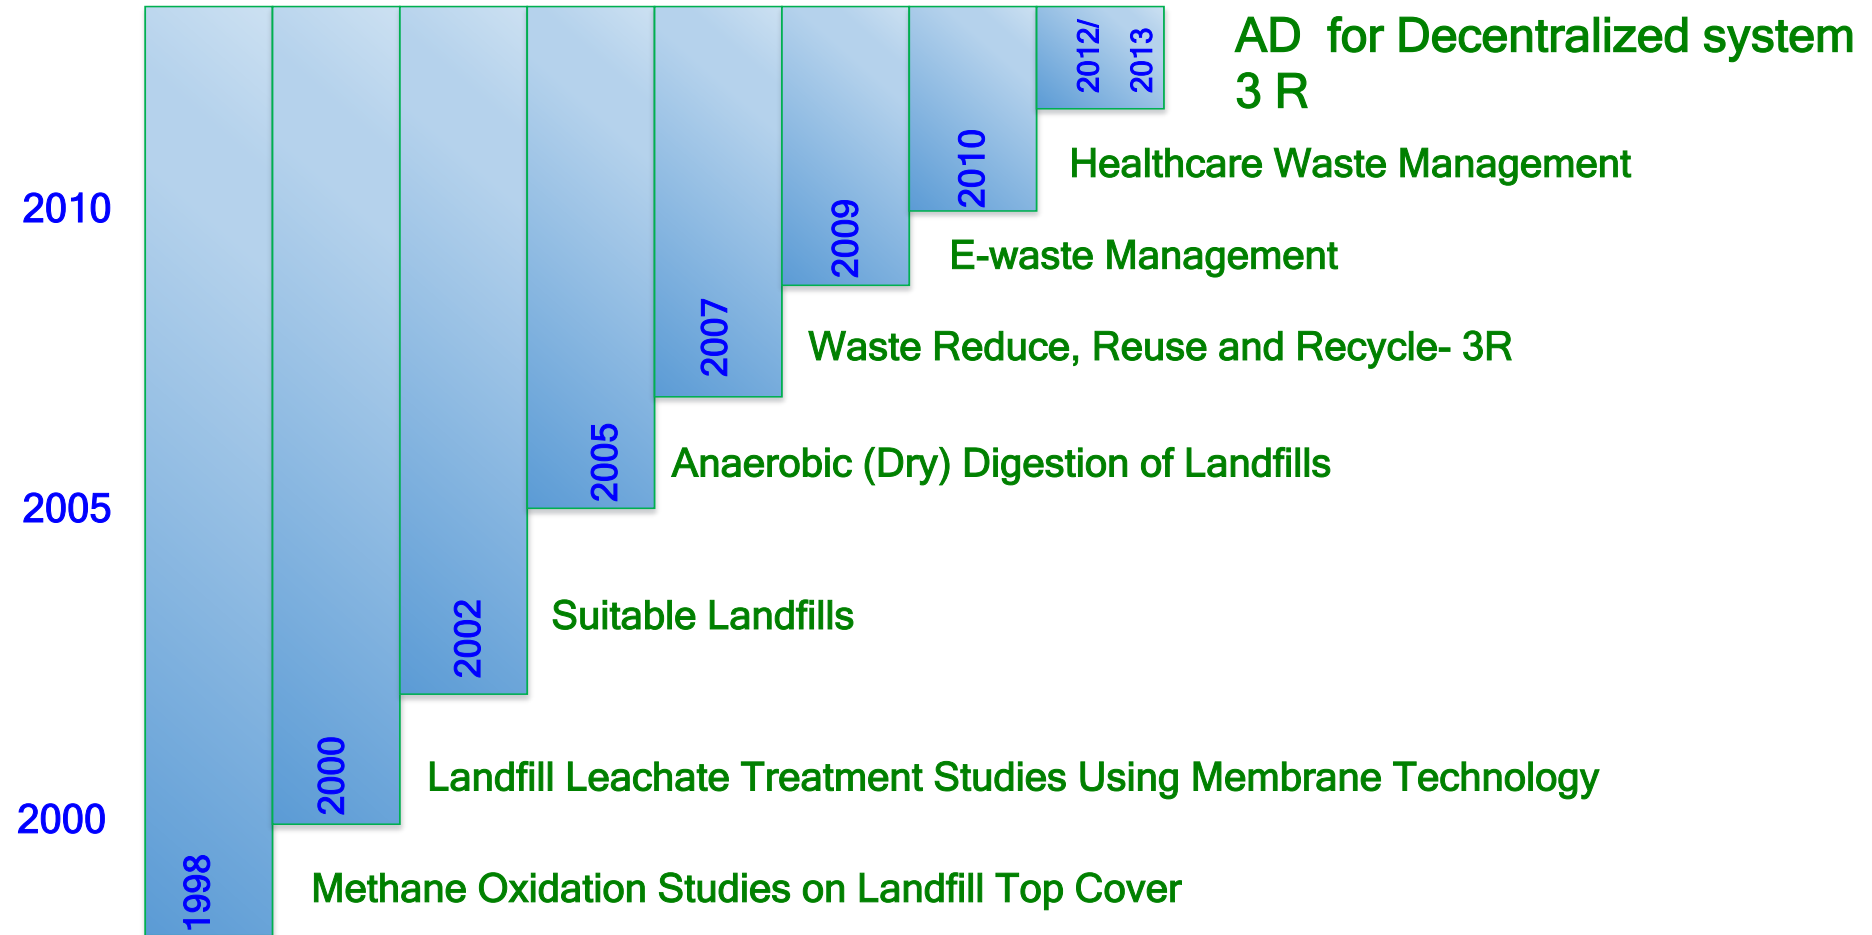 2012/
2013
AD  for Decentralized system
3 R
2010
Healthcare Waste Management
2010
2009
E-waste Management
2007
Waste Reduce, Reuse and Recycle- 3R
2005
Anaerobic (Dry) Digestion of Landfills
2005
2002
Suitable Landfills
2000
Landfill Leachate Treatment Studies Using Membrane Technology
2000
1998
Methane Oxidation Studies on Landfill Top Cover